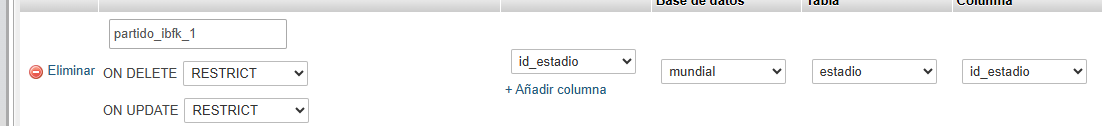 Base de datos Tabla Columna
partido_ibfk_1
Eliminar ON DELETE RESTRICT id_estadio mundial estadio id_estadio
+ Añadir columna
ON UPDATE RESTRICT